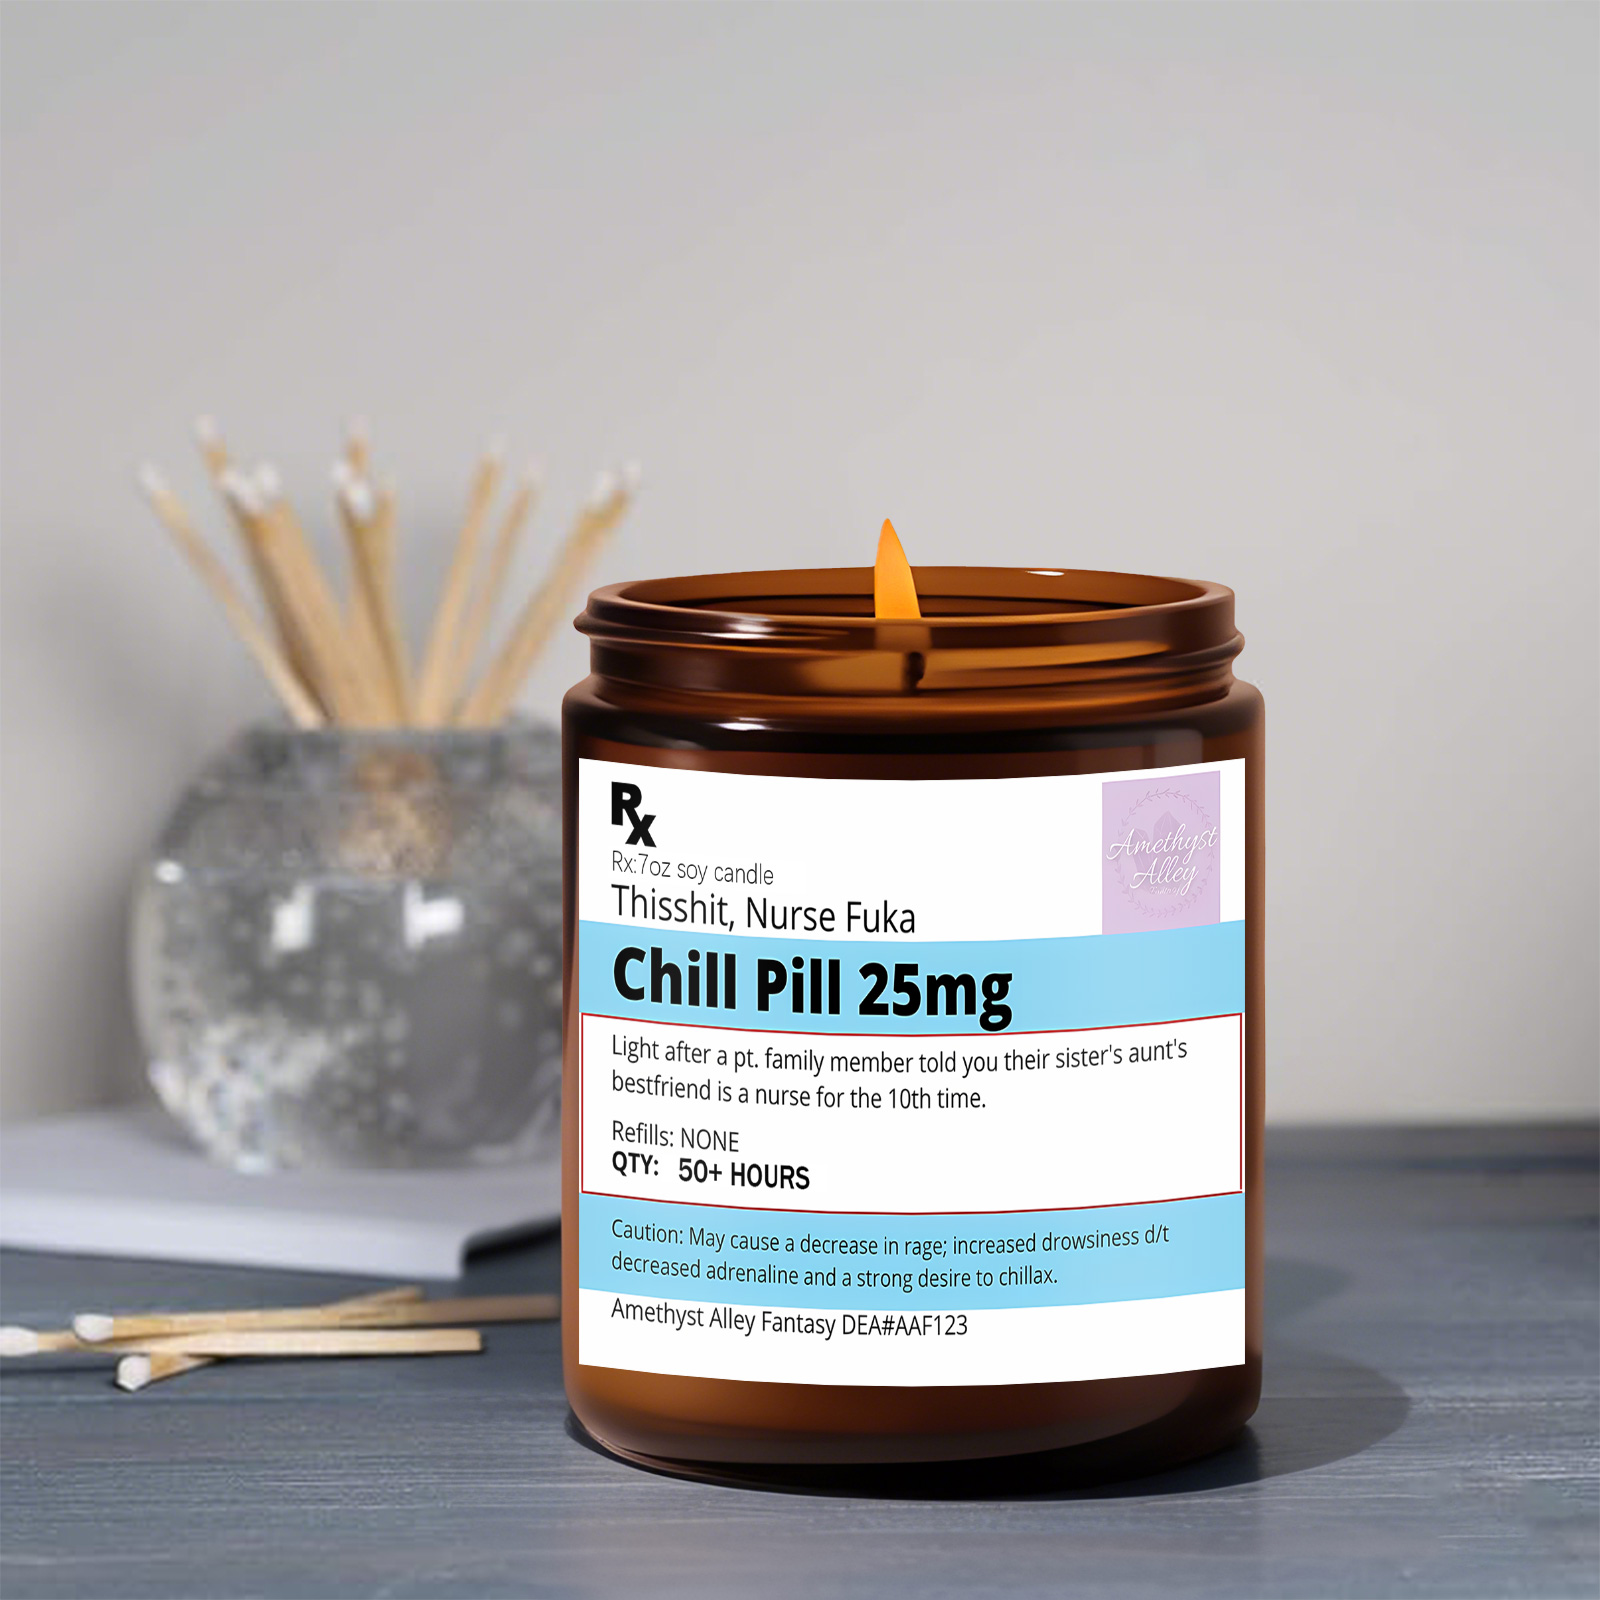 Rx
Amethyst
Alley
Rx:7oz soy candle
Thisshit, Nurse Fuka
Chill Pill 25mg
Light after a pt. family member told you their sister's aunt's
bestfriend is a nurse for the 10th time.
Refills: NONE
QTY: 50+ HOURS
Caution: May cause a decrease in rage; increased drowsiness d/t
decreased adrenaline and a strong desire to chillax.
Amethyst Alley Fantasy DEA#AAF123